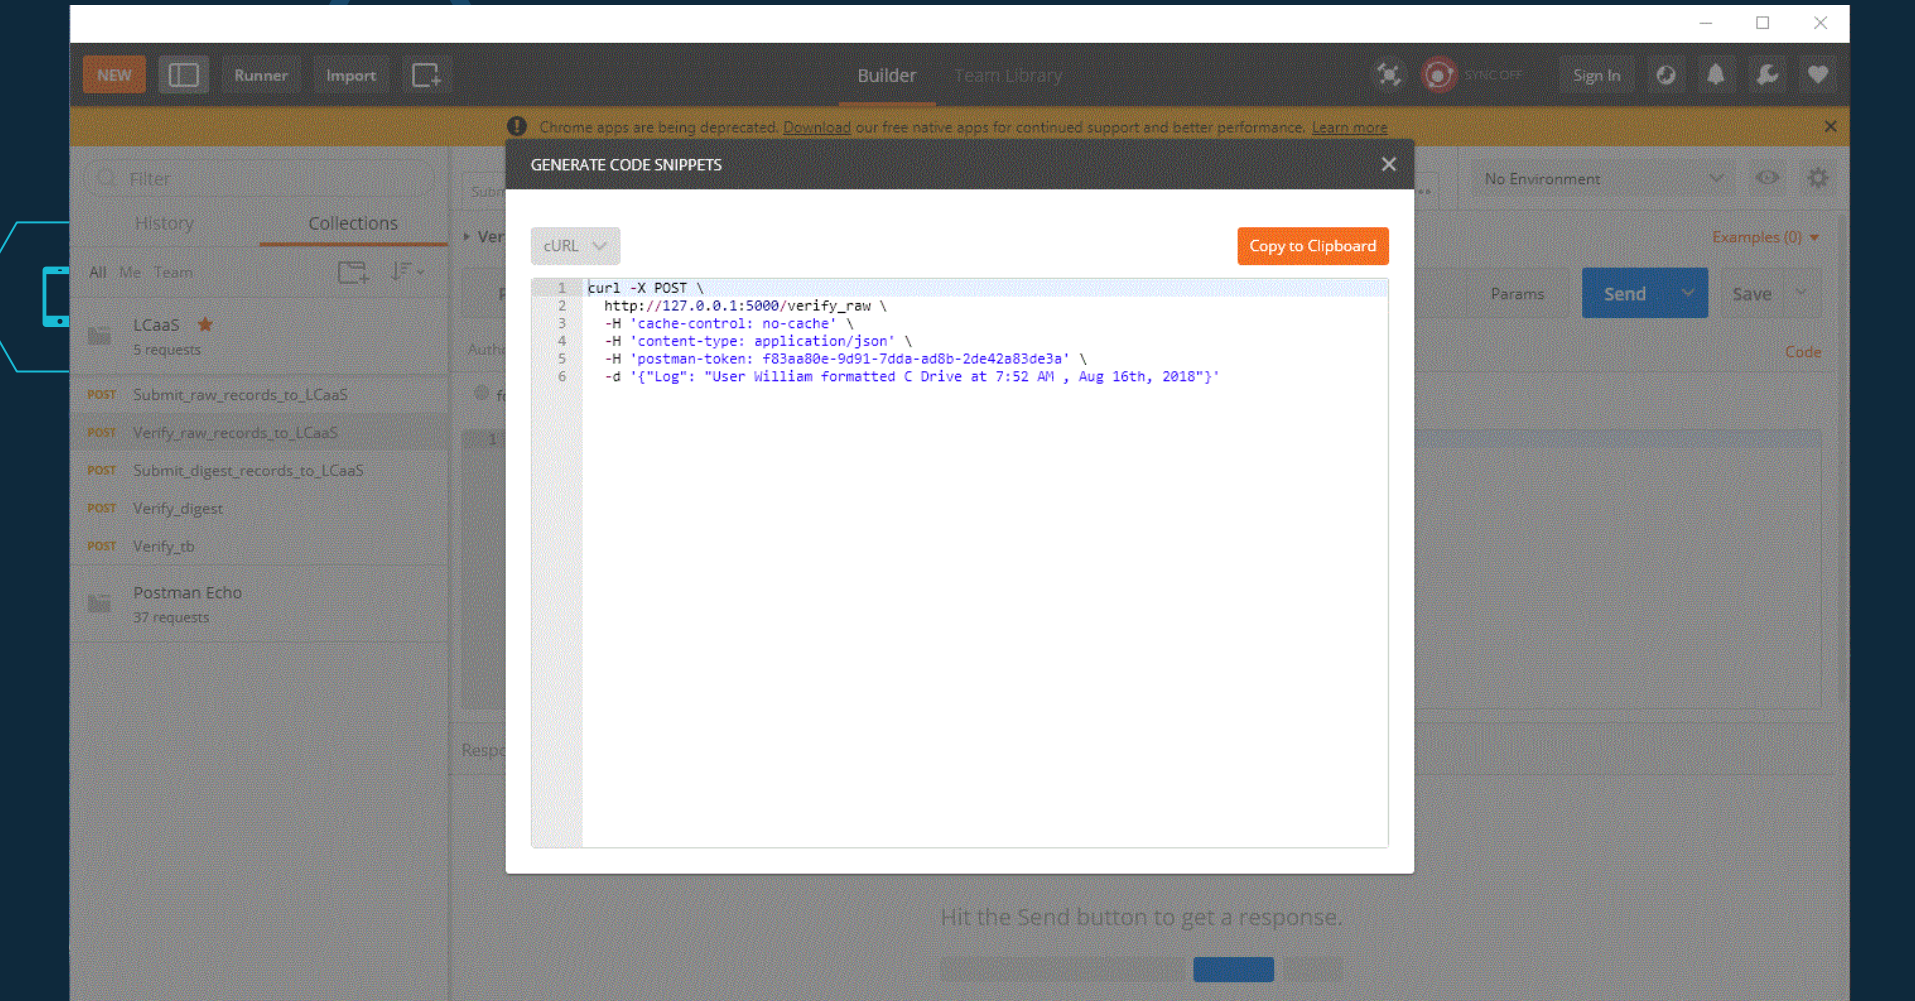 NEW Runner Import Builder Team Library SYNC OFF Sign In
Chrome apps are being deprecated. Download our free native apps for continued support and better performance. Learn more
GENERATE CODE SNIPPETS
Filter
No Environment
History Collections
Examples (0)
cURL
Copy to Clipboard
All Me Team
Params
Send
Save
Code
LCaaS
5 requests
POST Submit_raw_records_to_LCaaS
POST Verify_raw_records_to_LCaaS
POST Submit_digest_records_to_LCaaS
POST Verify_digest
POST Verify_tb
Postman Echo
37 requests
1
1 curl -X POST \
2 http://127.0.0.1:5000/verify_raw \
3 -H 'cache-control: no-cache' \
4 -H 'content-type: application/json' \
5 -H 'postman-token: f83aa80e-9d91-7dda-ad8b-2de42a83de3a' \
6 -d '{"Log": "User William formatted C Drive at 7:52 AM , Aug 16th, 2018"}'
Hit the Send button to get a response.